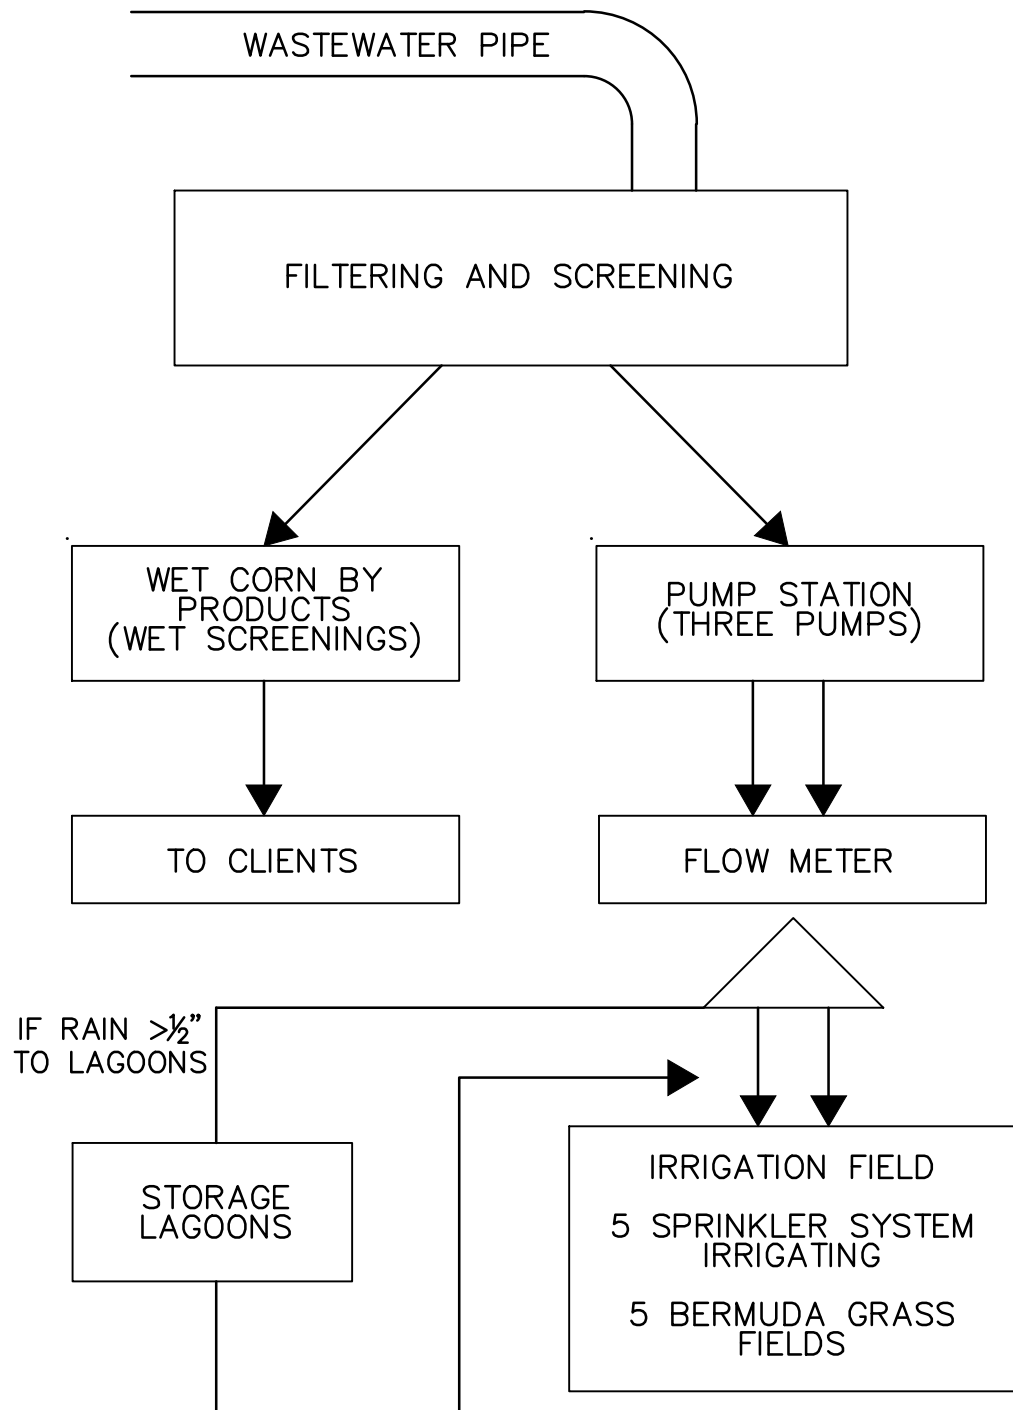 WASTEWATER PIPE
FILTERING AND SCREENING
WET CORN BY
PRODUCTS
(WET SCREENINGS)
PUMP STATION
(THREE PUMPS)
TO CLIENTS
FLOW METER
IF RAIN >½”
TO LAGOONS
STORAGE
LAGOONS
IRRIGATION FIELD
5 SPRINKLER SYSTEM
IRRIGATING
5 BERMUDA GRASS
FIELDS